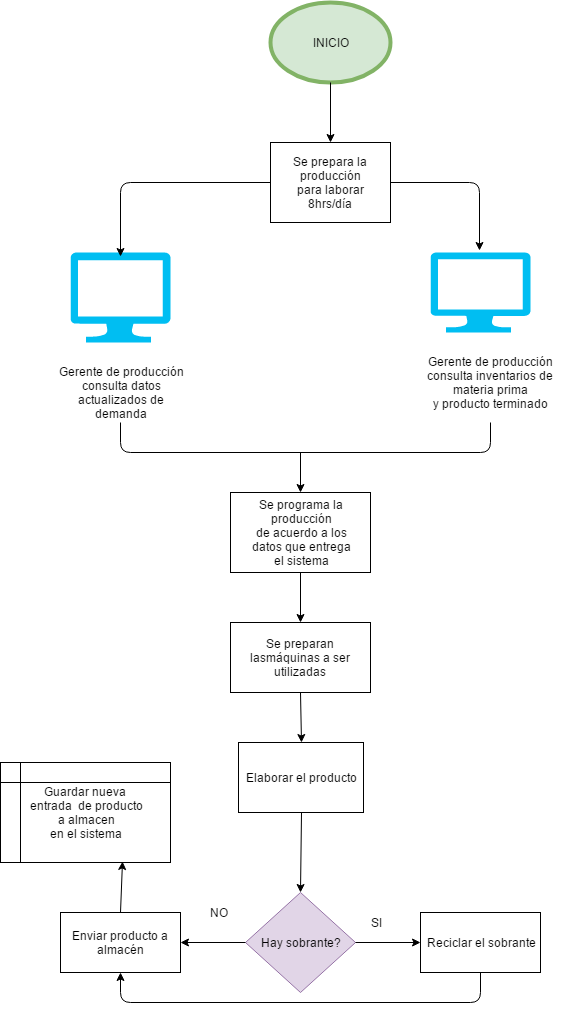 INICIO
Se prepara la
producción
para laborar
8hrs/día
Gerente de producción
consulta datos
actualizados de
demanda
Gerente de producción
consulta inventarios de
materia prima
y producto terminado
Se programa la
producción
de acuerdo a los
datos que entrega
el sistema
Se preparan
lasmáquinas a ser
utilizadas
Elaborar el producto
Guardar nueva
entrada de producto
a almacen
en el sistema
NO
SI
Enviar producto a
almacén
Hay sobrante?
Reciclar el sobrante